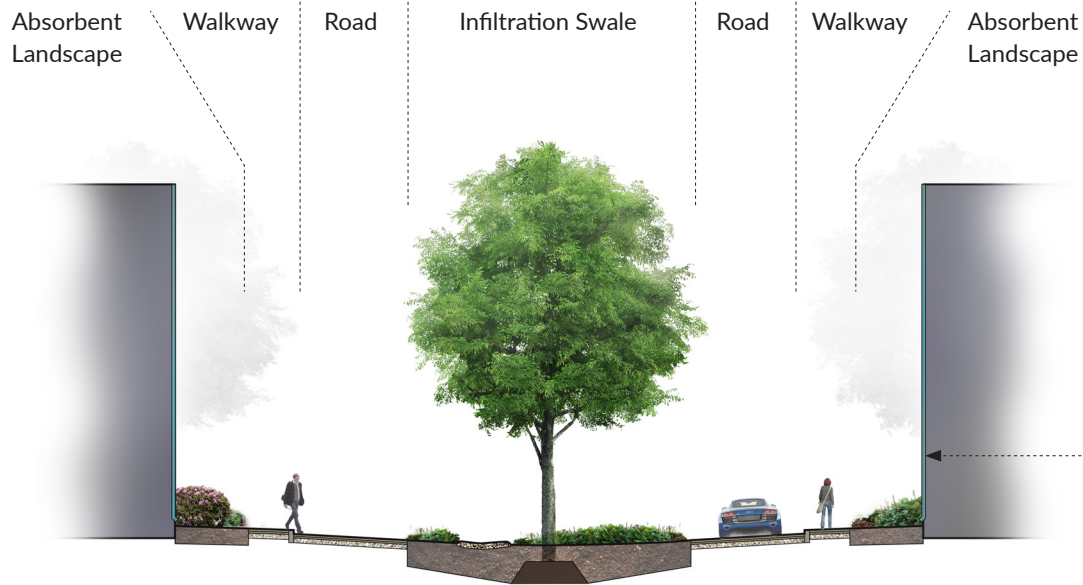 Absorbent
Landscape
Walkway
Road
Infiltration Swale
Road
Walkway
Absorbent
Landscape